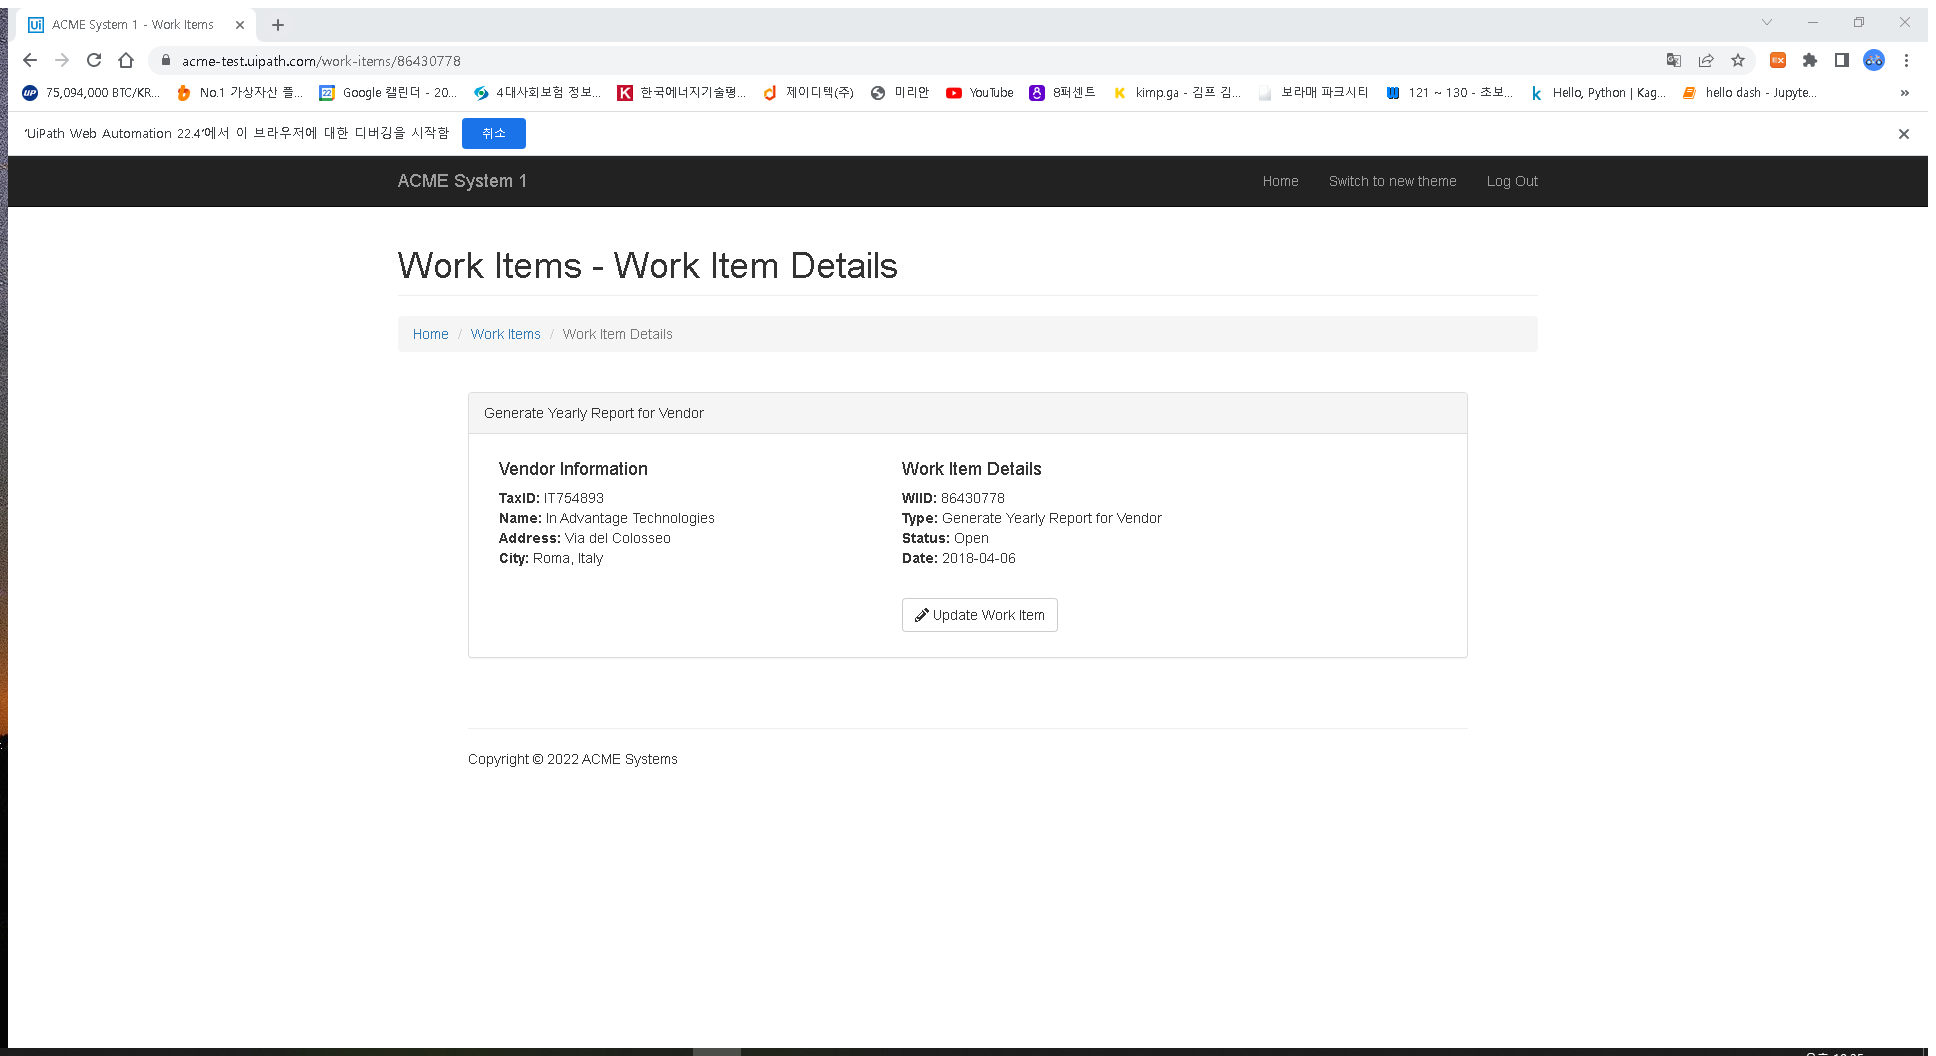 ACME System 1 - Work Items
acme-test.uipath.com/work-items/86430778
75,094,000 BTC/KR... No.1 가상자산 플... Google 캘린더 - 20... 4대사회보험 정보... 한국에너지기술평... 제이디텍(주) 미리안 YouTube 8퍼센트 kimp.ga - 김프 김... 보라매 파크시티 121 ~ 130 - 초보... Hello, Python | Kag... hello dash - Jupyte...
'UiPath Web Automation 22.4'에서 이 브라우저에 대한 디버깅을 시작함 취소
ACME System 1 Home Switch to new theme Log Out
Work Items - Work Item Details
Home / Work Items / Work Item Details
Generate Yearly Report for Vendor
Vendor Information
TaxID: IT754893
Name: In Advantage Technologies
Address: Via del Colosseo
City: Roma, Italy
Work Item Details
WIID: 86430778
Type: Generate Yearly Report for Vendor
Status: Open
Date: 2018-04-06
Update Work Item
Copyright © 2022 ACME Systems